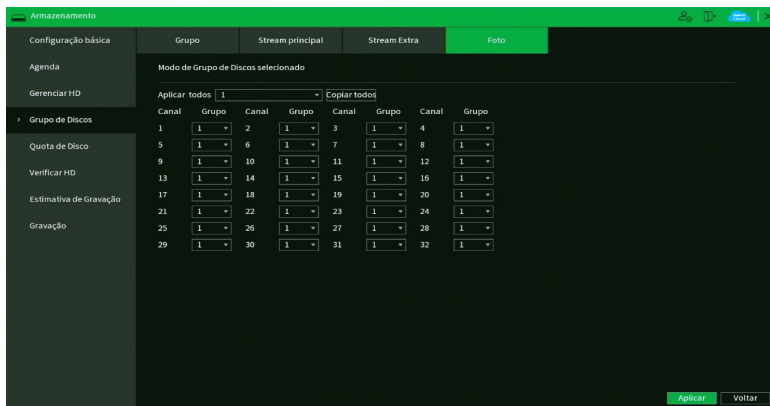 Armazenamento
Configuração básica
Agenda
Gerenciar HD
> Grupo de Discos
Quota de Disco
Verificar HD
Estimativa de Gravação
Gravação
Grupo Stream principal Stream Extra Foto
Modo de Grupo de Discos selecionado
Aplicar todos 1 Copiar todos
Canal Grupo Canal Grupo Canal Grupo Canal Grupo
1 1 2 1 3 1 4 1
5 1 6 1 7 1 8 1
9 1 10 1 11 1 12 1
13 1 14 1 15 1 16 1
17 1 18 1 19 1 20 1
21 1 22 1 23 1 24 1
25 1 26 1 27 1 28 1
29 1 30 1 31 1 32 1
Aplicar Voltar